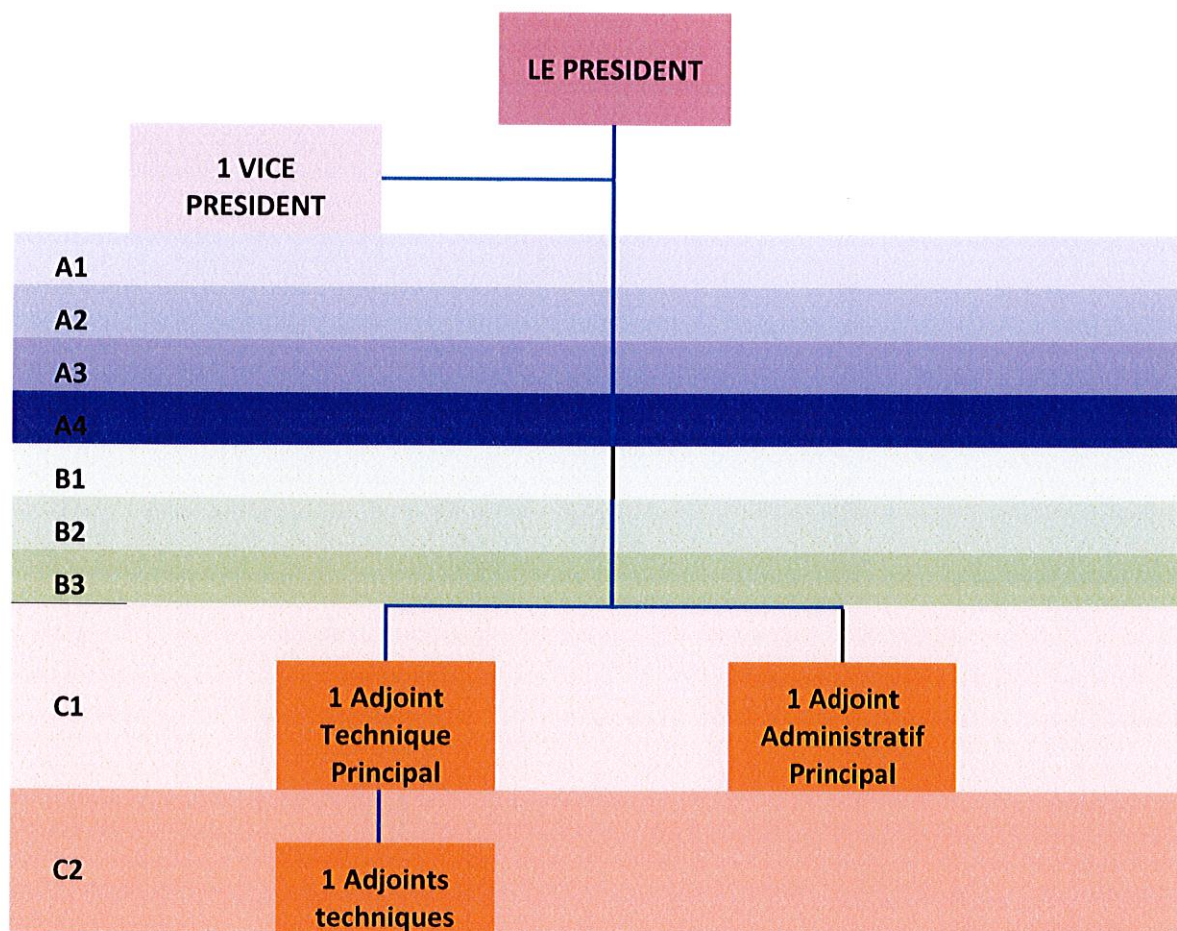 LE PRESIDENT
1 VICE
PRESIDENT
A1
A2
A3
A4
B1
B2
B3
C1
1 Adjoint
Technique
Principal
1 Adjoint
Administratif
Principal
C2
1 Adjoints
techniques